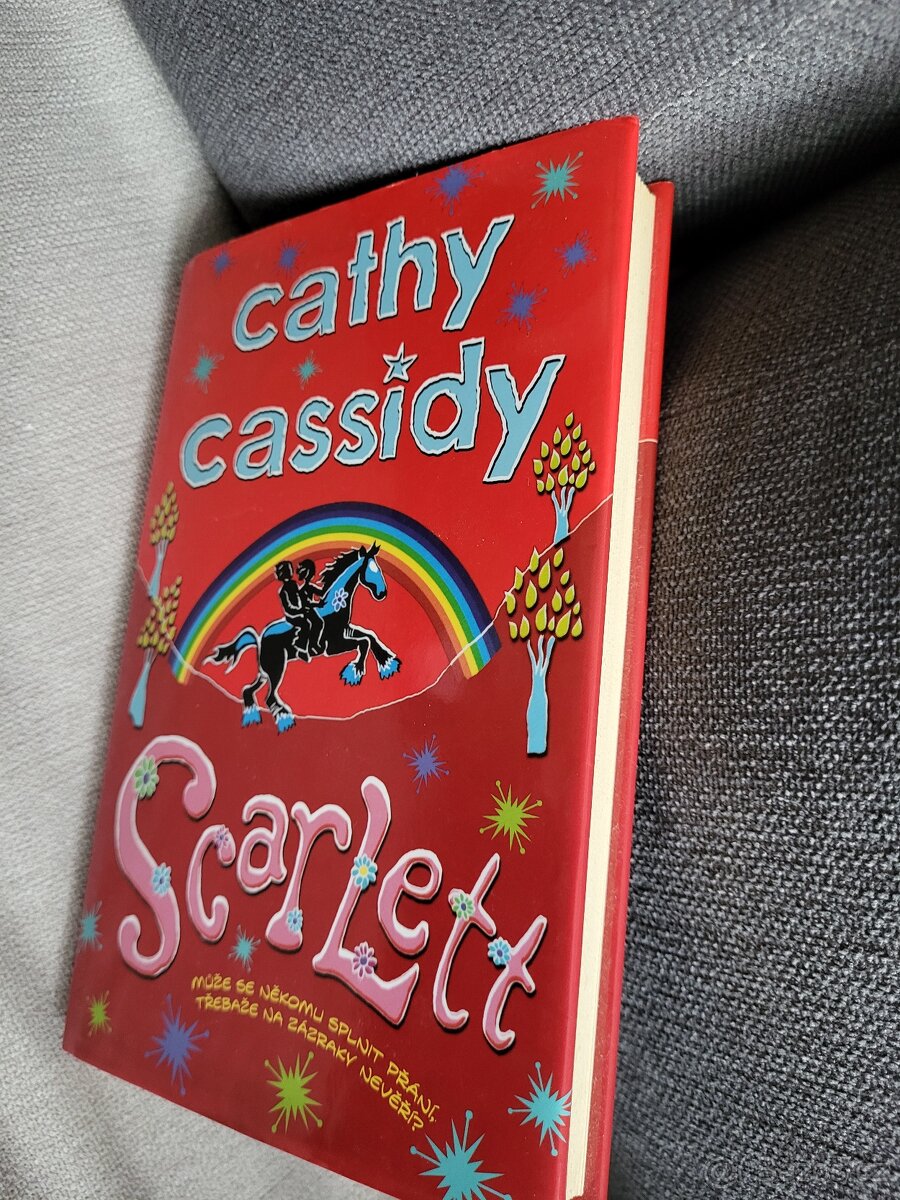 cathy
cassidy
Scarlett
MŮŽE SE NĚKOMU SPLNIT PŘÁNÍ,
TŘEBAŽE NA ZÁZRAKY NEVĚŘÍ?